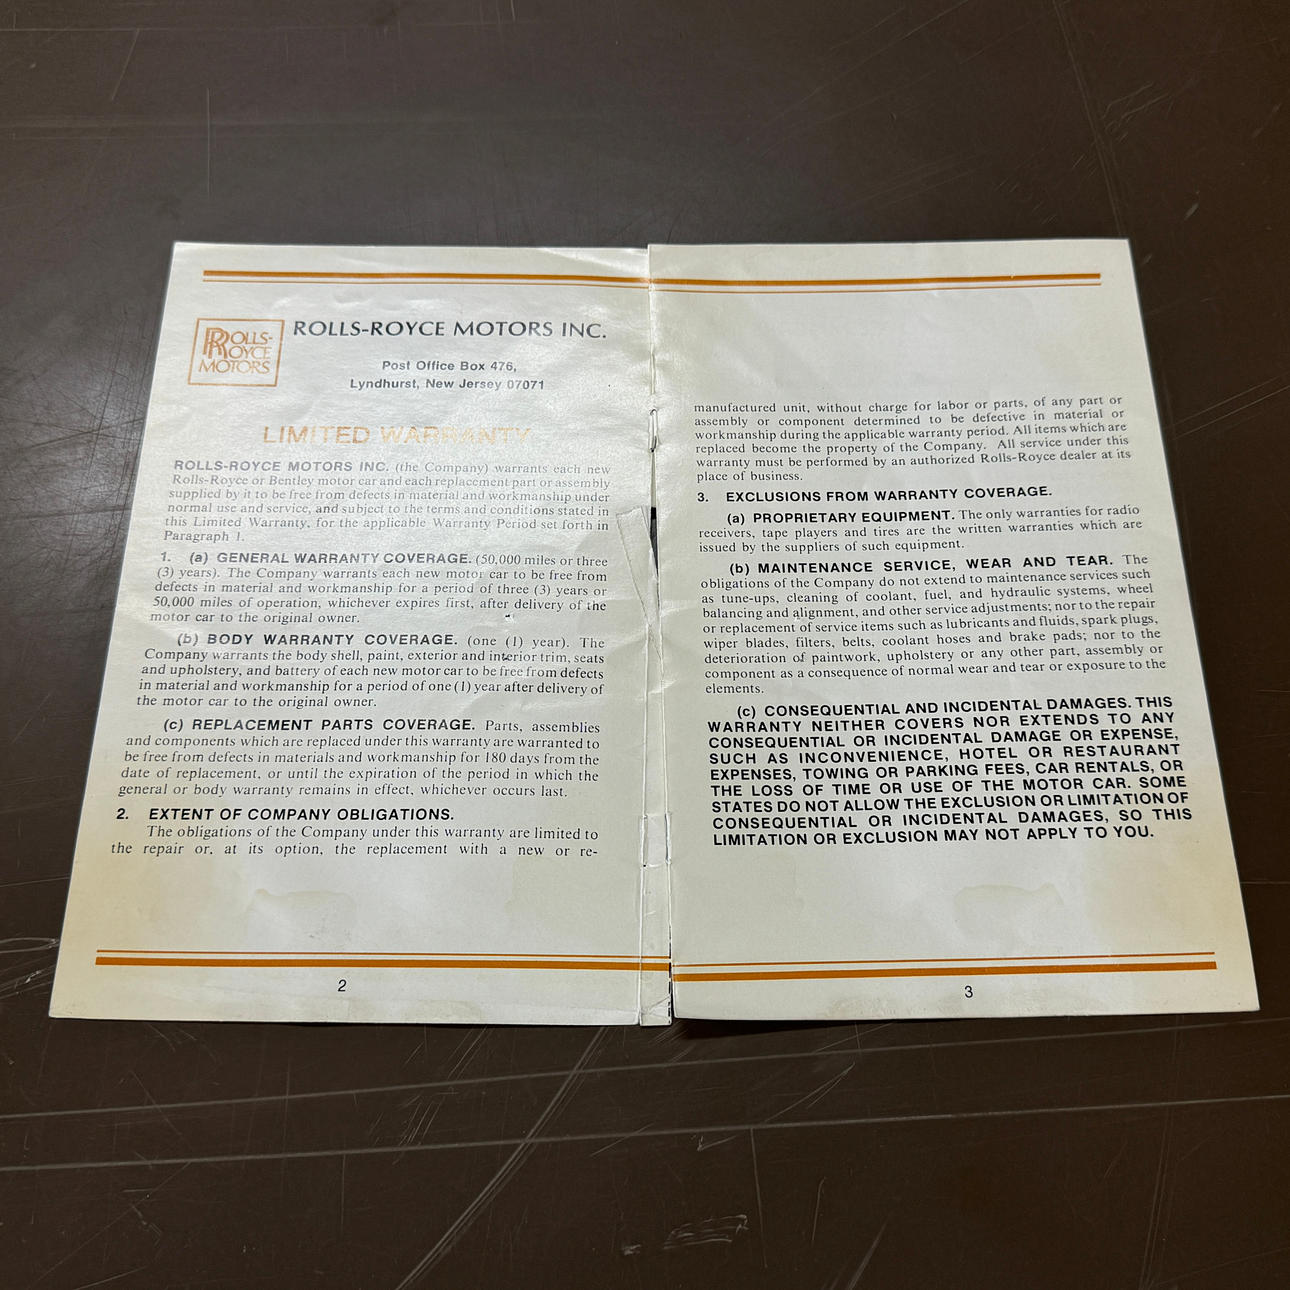 ROLLS-
ROYCE
MOTORS
ROLLS-ROYCE MOTORS INC.
Post Office Box 476,
Lyndhurst, New Jersey 07071
LIMITED WARRANTY
ROLLS-ROYCE MOTORS INC. (the Company) warrants each new
Rolls-Royce or Bentley motor car and each replacement part or assembly
supplied by it to be free from defects in material and workmanship under
normal use and service, and subject to the terms and conditions stated in
this Limited Warranty, for the applicable Warranty Period set forth in
Paragraph 1.
1. (a) GENERAL WARRANTY COVERAGE. (50,000 miles or three
(3) years). The Company warrants each new motor car to be free from
defects in material and workmanship for a period of three (3) years or
50,000 miles of operation, whichever expires first, after delivery of the
motor car to the original owner.
(b) BODY WARRANTY COVERAGE. (one (1) year). The
Company warrants the body shell, paint, exterior and interior trim, seats
and upholstery, and battery of each new motor car to be free from defects
in material and workmanship for a period of one (1) year after delivery of
the motor car to the original owner.
(c) REPLACEMENT PARTS COVERAGE. Parts, assemblies
and components which are replaced under this warranty are warranted to
be free from defects in materials and workmanship for 180 days from the
date of replacement, or until the expiration of the period in which the
general or body warranty remains in effect, whichever occurs last.
2. EXTENT OF COMPANY OBLIGATIONS.
The obligations of the Company under this warranty are limited to
the repair or, at its option, the replacement with a new or re-
2
manufactured unit, without charge for labor or parts, of any part or
assembly or component determined to be defective in material or
workmanship during the applicable warranty period. All items which are
replaced become the property of the Company. All service under this
warranty must be performed by an authorized Rolls-Royce dealer at its
place of business.
3. EXCLUSIONS FROM WARRANTY COVERAGE.
(a) PROPRIETARY EQUIPMENT. The only warranties for radio
receivers, tape players and tires are the written warranties which are
issued by the suppliers of such equipment.
(b) MAINTENANCE SERVICE, WEAR AND TEAR. The
obligations of the Company do not extend to maintenance services such
as tune-ups, cleaning of coolant, fuel, and hydraulic systems, wheel
balancing and alignment, and other service adjustments; nor to the repair
or replacement of service items such as lubricants and fluids, spark plugs,
wiper blades, filters, belts, coolant hoses and brake pads; nor to the
deterioration of paintwork, upholstery or any other part, assembly or
component as a consequence of normal wear and tear or exposure to the
elements.
(c) CONSEQUENTIAL AND INCIDENTAL DAMAGES. THIS
WARRANTY NEITHER COVERS NOR EXTENDS TO ANY
CONSEQUENTIAL OR INCIDENTAL DAMAGE OR EXPENSE,
SUCH AS INCONVENIENCE, HOTEL OR RESTAURANT
EXPENSES, TOWING OR PARKING FEES, CAR RENTALS, OR
THE LOSS OF TIME OR USE OF THE MOTOR CAR. SOME
STATES DO NOT ALLOW THE EXCLUSION OR LIMITATION OF
CONSEQUENTIAL OR INCIDENTAL DAMAGES, SO THIS
LIMITATION OR EXCLUSION MAY NOT APPLY TO YOU.
3